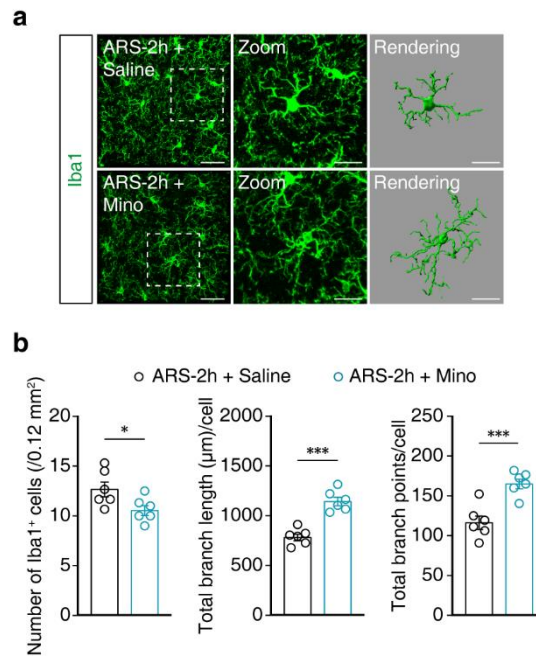 a
ARS-2h +
Saline
Zoom
Rendering
Iba1
ARS-2h +
Mino
Zoom
Rendering
b
ARS-2h + Saline
ARS-2h + Mino
Number of Iba1⁺ cells (/0.12 mm²)
20
15
10
5
0
*
Total branch length (µm)/cell
2000
1500
1000
500
0
***
Total branch points/cell
250
200
150
100
50
0
***